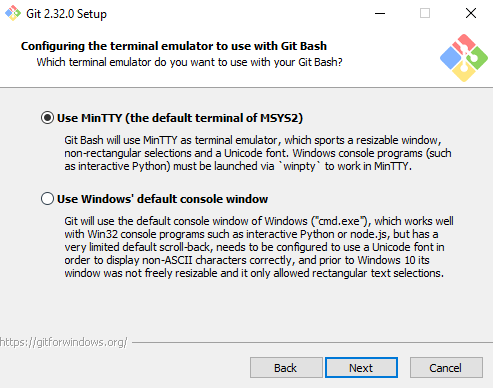 Git 2.32.0 Setup
Configuring the terminal emulator to use with Git Bash
Which terminal emulator do you want to use with your Git Bash?
Use MinTTY (the default terminal of MSYS2)
Git Bash will use MinTTY as terminal emulator, which sports a resizable window,
non-rectangular selections and a Unicode font. Windows console programs (such
as interactive Python) must be launched via `winpty` to work in MinTTY.
Use Windows' default console window
Git will use the default console window of Windows ("cmd.exe"), which works well
with Win32 console programs such as interactive Python or node.js, but has a
very limited default scroll-back, needs to be configured to use a Unicode font in
order to display non-ASCII characters correctly, and prior to Windows 10 its
window was not freely resizable and it only allowed rectangular text selections.
https://gitforwindows.org/
Back
Next
Cancel